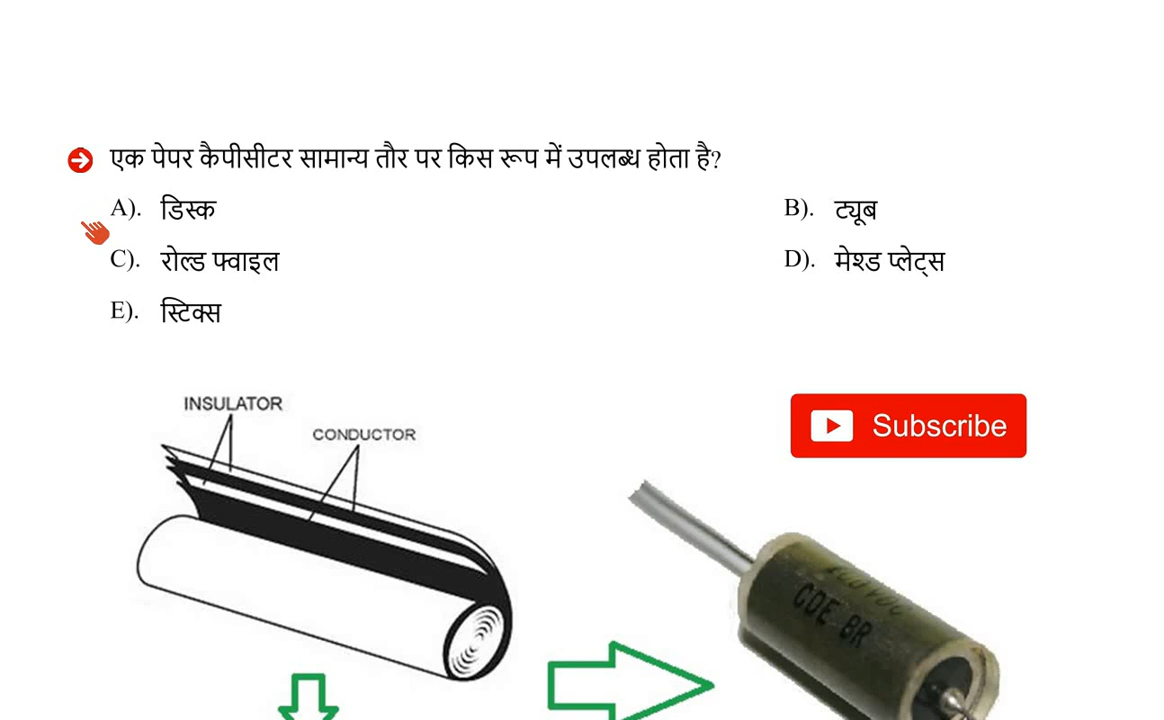 एक पेपर कैपीसीटर सामान्य तौर पर किस रूप में उपलब्ध होता है?
A). डिस्क
B). ट्यूब
C). रोल्ड फ्वाइल
D). मेश्ड प्लेट्स
E). स्टिक्स
INSULATOR
CONDUCTOR
Subscribe
CDE BR